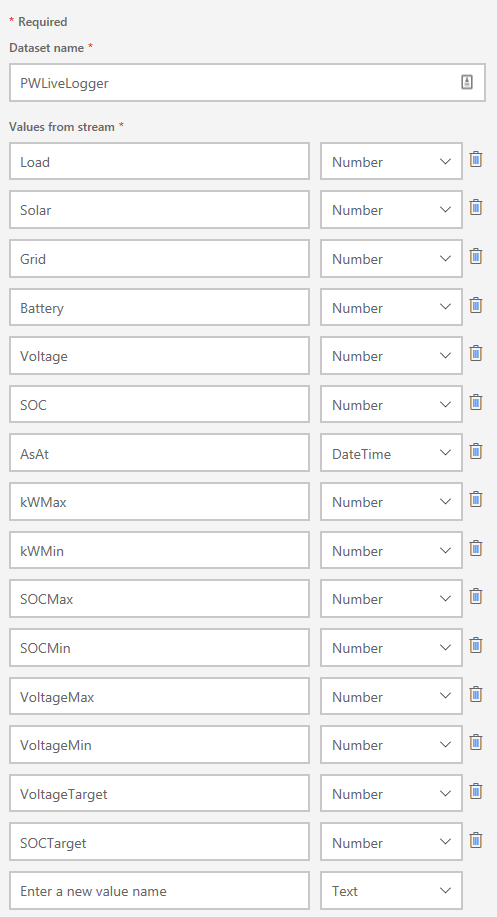 * Required
Dataset name *
PWLiveLogger
Values from stream *
Load Number
Solar Number
Grid Number
Battery Number
Voltage Number
SOC Number
AsAt DateTime
kWMax Number
kWMin Number
SOCMax Number
SOCMin Number
VoltageMax Number
VoltageMin Number
VoltageTarget Number
SOCTarget Number
Enter a new value name Text